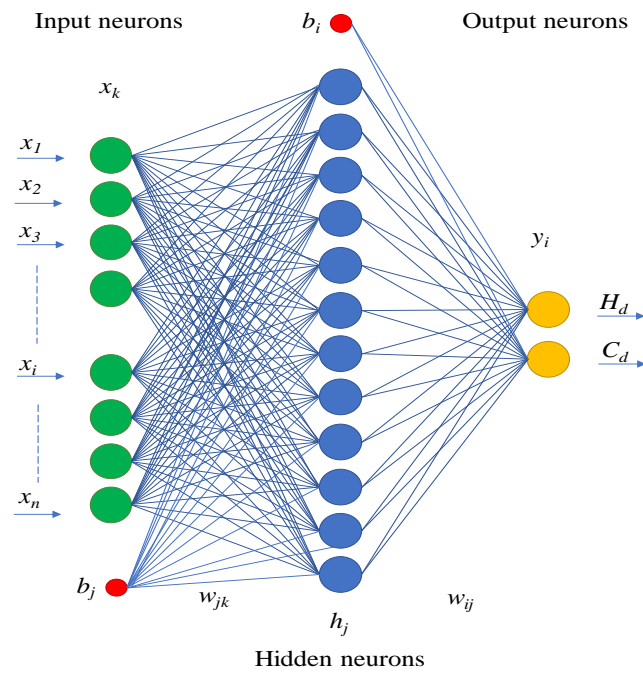 Input neurons
b_i
Output neurons
x_k
x_1
x_2
x_3
y_i
H_d
C_d
x_i
x_n
b_j
w_jk
w_ij
h_j
Hidden neurons